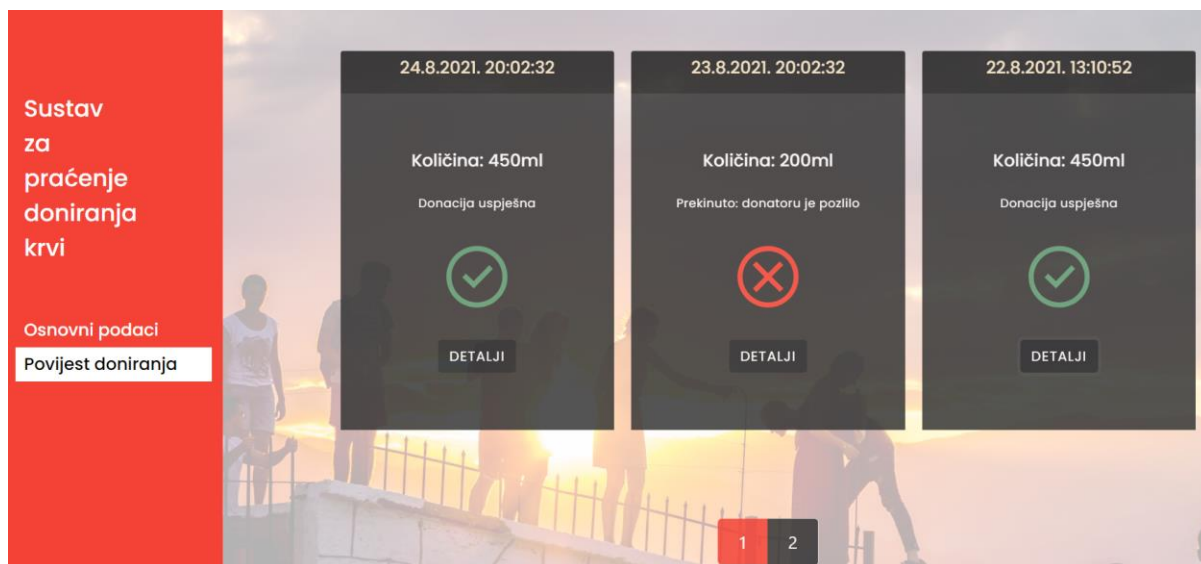 Sustav
za
praćenje
doniranja
krvi
Osnovni podaci
Povijest doniranja
24.8.2021. 20:02:32
Količina: 450ml
Donacija uspješna
DETALJI
23.8.2021. 20:02:32
Količina: 200ml
Prekinuto: donatoru je pozlilo
DETALJI
22.8.2021. 13:10:52
Količina: 450ml
Donacija uspješna
DETALJI
1 2